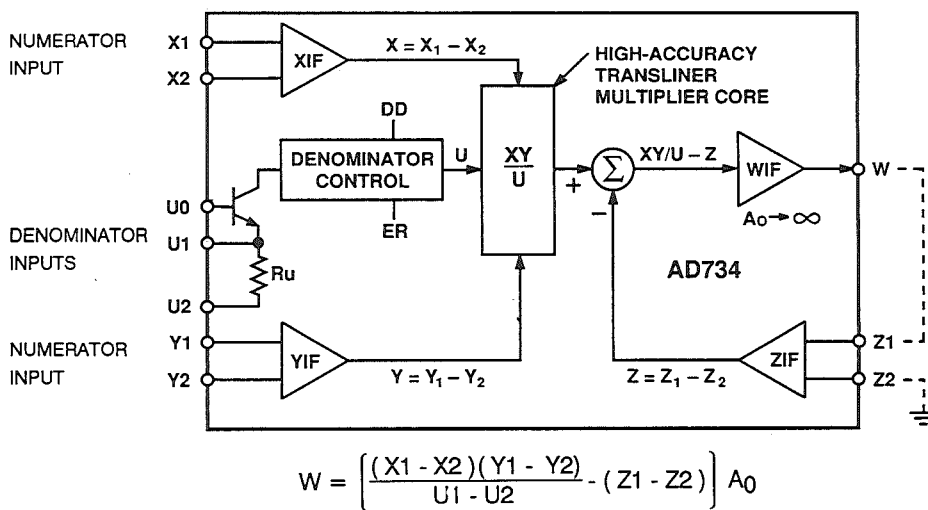 NUMERATOR
INPUT
X1
X2
XIF
X = X₁ – X₂
HIGH-ACCURACY
TRANSLINER
MULTIPLIER CORE
DD
DENOMINATOR
CONTROL
ER
U
XY
U
+
Σ
–
XY/U – Z
WIF
A₀ → ∞
W
DENOMINATOR
INPUTS
U0
U1
U2
Ru
AD734
NUMERATOR
INPUT
Y1
Y2
YIF
Y = Y₁ – Y₂
Z = Z₁ – Z₂
ZIF
Z1
Z2
W = [ (X1 - X2)(Y1 - Y2) / U1 - U2 - (Z1 - Z2) ] A₀